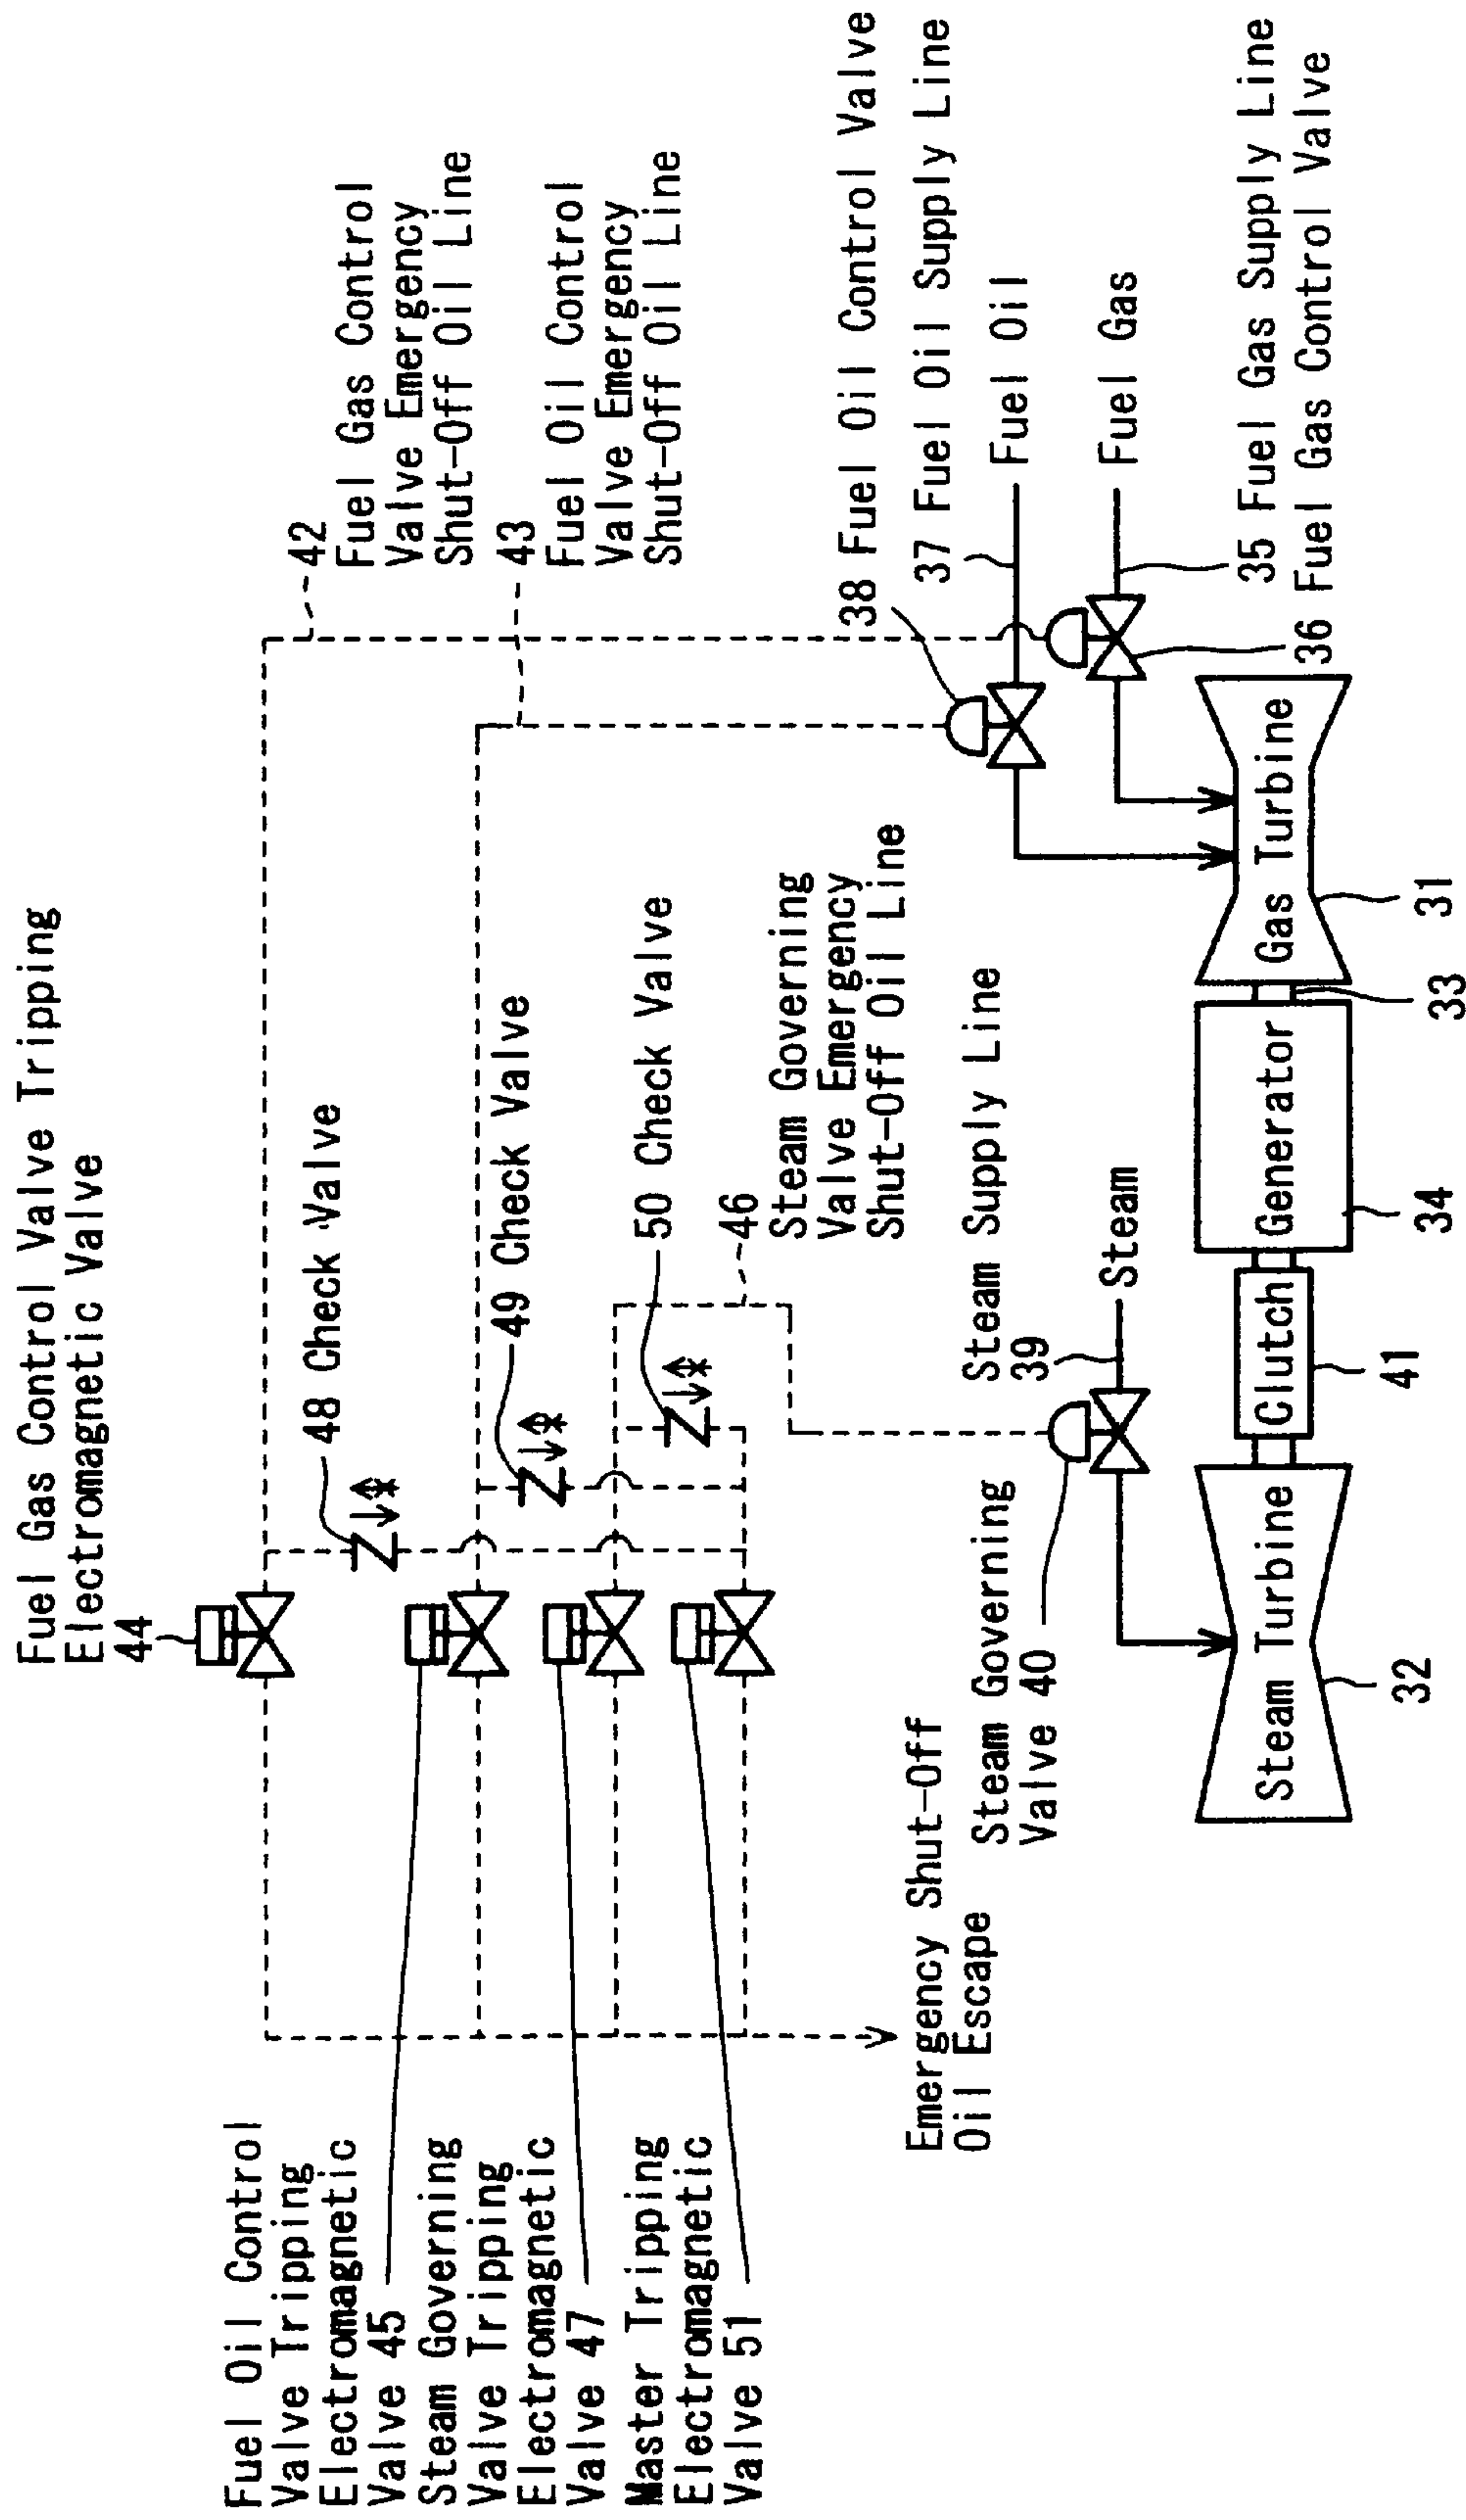 Fuel Gas Control Valve Tripping
Electromagnetic Valve
44
48 Check Valve
49 Check Valve
50 Check Valve
42
Fuel Gas Control
Valve Emergency
Shut-Off Oil Line
43
Fuel Oil Control
Valve Emergency
Shut-Off Oil Line
46
Steam Governing
Valve Emergency
Shut-Off Oil Line
Fuel Oil Control
Valve Tripping
Electromagnetic
Valve 45
Steam Governing
Valve Tripping
Electromagnetic
Valve 47
Master Tripping
Electromagnetic
Valve 51
Emergency Shut-Off
Oil Escape
Steam Governing
Valve 40
Steam Supply Line
39
Steam
38 Fuel Oil Control Valve
37 Fuel Oil Supply Line
Fuel Oil
Fuel Gas
35 Fuel Gas Supply Line
36 Fuel Gas Control Valve
Steam Turbine
Clutch
Generator
Gas Turbine
32
41
34
33
31